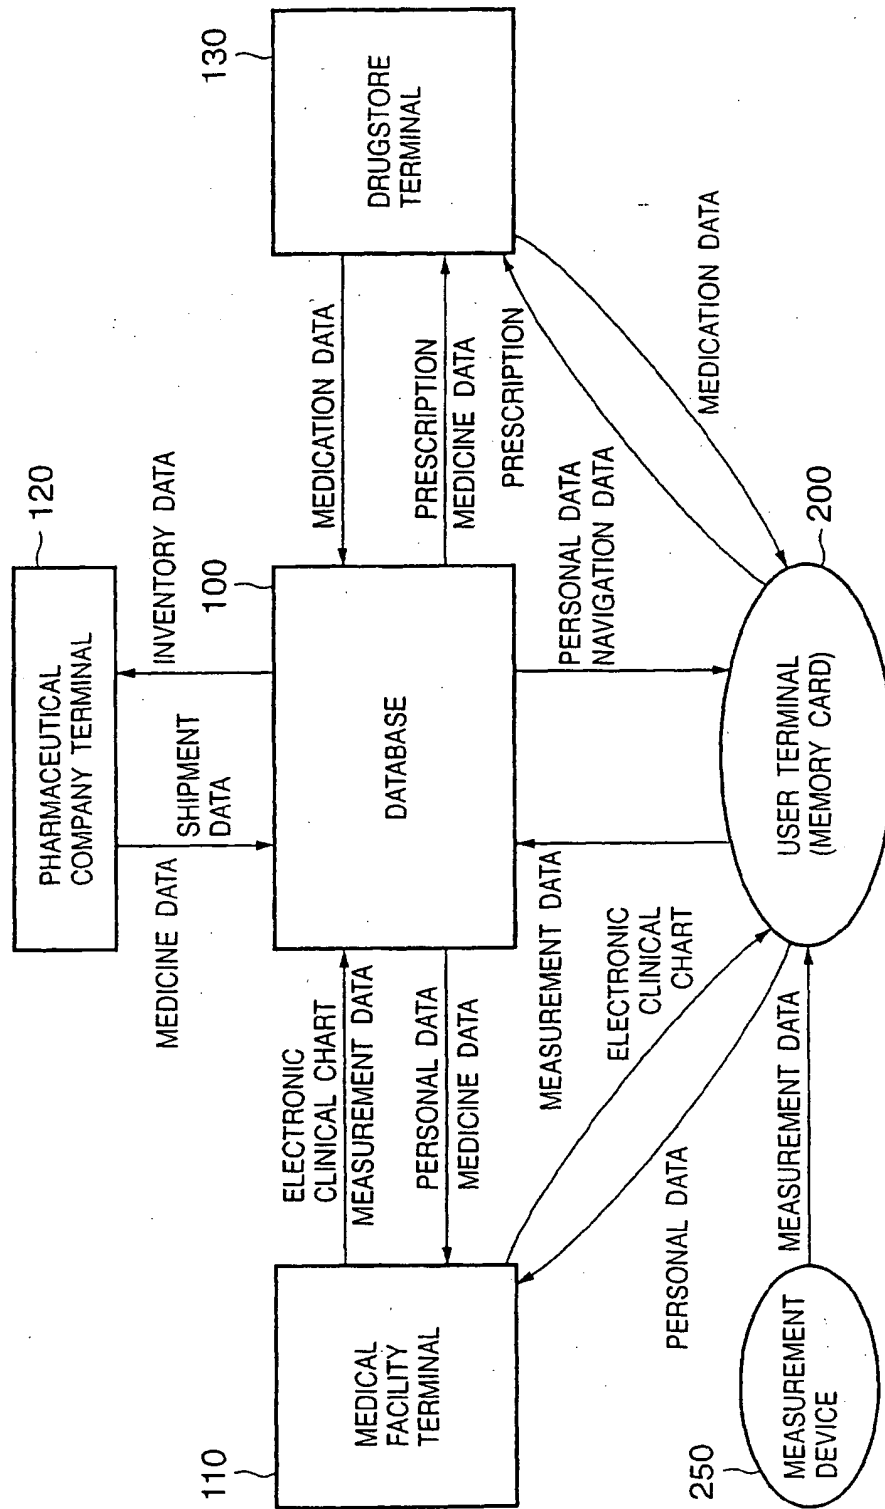 120
PHARMACEUTICAL
COMPANY TERMINAL
MEDICINE DATA
SHIPMENT
DATA
INVENTORY DATA
110
MEDICAL
FACILITY
TERMINAL
ELECTRONIC
CLINICAL CHART
MEASUREMENT DATA
PERSONAL DATA
MEDICINE DATA
100
DATABASE
MEDICATION DATA
PRESCRIPTION
MEDICINE DATA
130
DRUGSTORE
TERMINAL
MEASUREMENT DATA
ELECTRONIC
CLINICAL
CHART
PERSONAL DATA
PERSONAL DATA
NAVIGATION DATA
PRESCRIPTION
MEDICATION DATA
250
MEASUREMENT
DEVICE
MEASUREMENT DATA
200
USER TERMINAL
(MEMORY CARD)